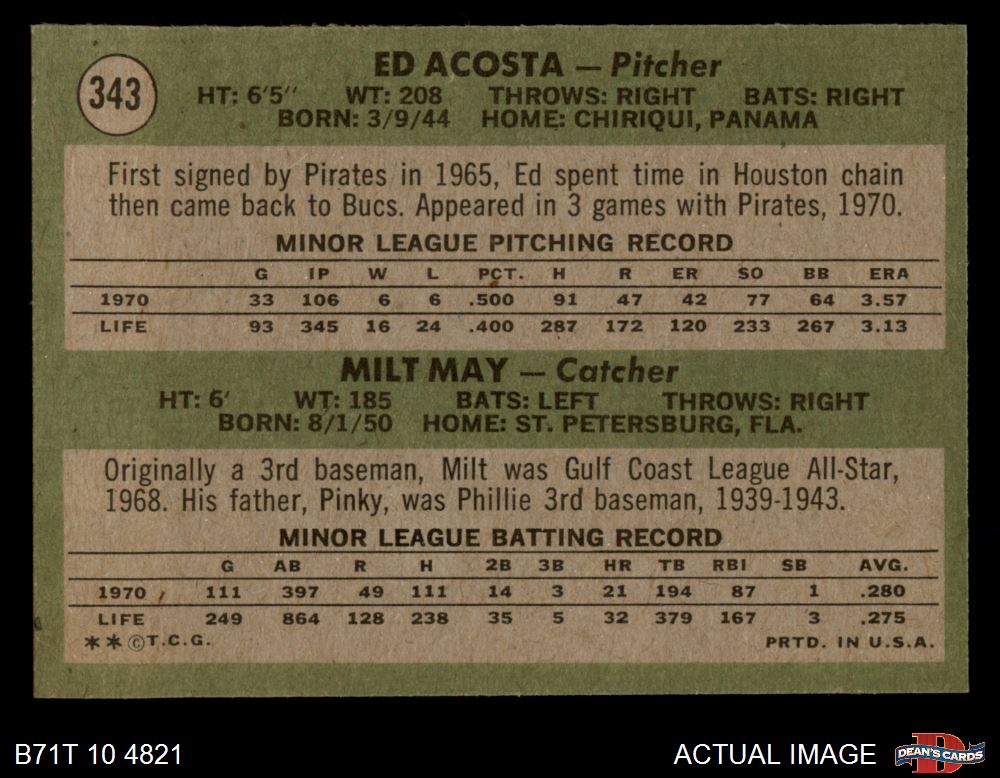 343
ED ACOSTA — Pitcher
HT: 6'5" WT: 208 THROWS: RIGHT BATS: RIGHT
BORN: 3/9/44 HOME: CHIRIQUI, PANAMA
First signed by Pirates in 1965, Ed spent time in Houston chain
then came back to Bucs. Appeared in 3 games with Pirates, 1970.
MINOR LEAGUE PITCHING RECORD
G IP W L PCT. H R ER SO BB ERA
1970 33 106 6 6 .500 91 47 42 77 64 3.57
LIFE 93 345 16 24 .400 287 172 120 233 267 3.13
MILT MAY — Catcher
HT: 6' WT: 185 BATS: LEFT THROWS: RIGHT
BORN: 8/1/50 HOME: ST. PETERSBURG, FLA.
Originally a 3rd baseman, Milt was Gulf Coast League All-Star,
1968. His father, Pinky, was Phillie 3rd baseman, 1939-1943.
MINOR LEAGUE BATTING RECORD
G AB R H 2B 3B HR TB RBI SB AVG.
1970 111 397 49 111 14 3 21 194 87 1 .280
LIFE 249 864 128 238 35 5 32 379 167 3 .275
**©T.C.G. PRTD. IN U.S.A.
B71T 10 4821 ACTUAL IMAGE DEAN'S CARDS